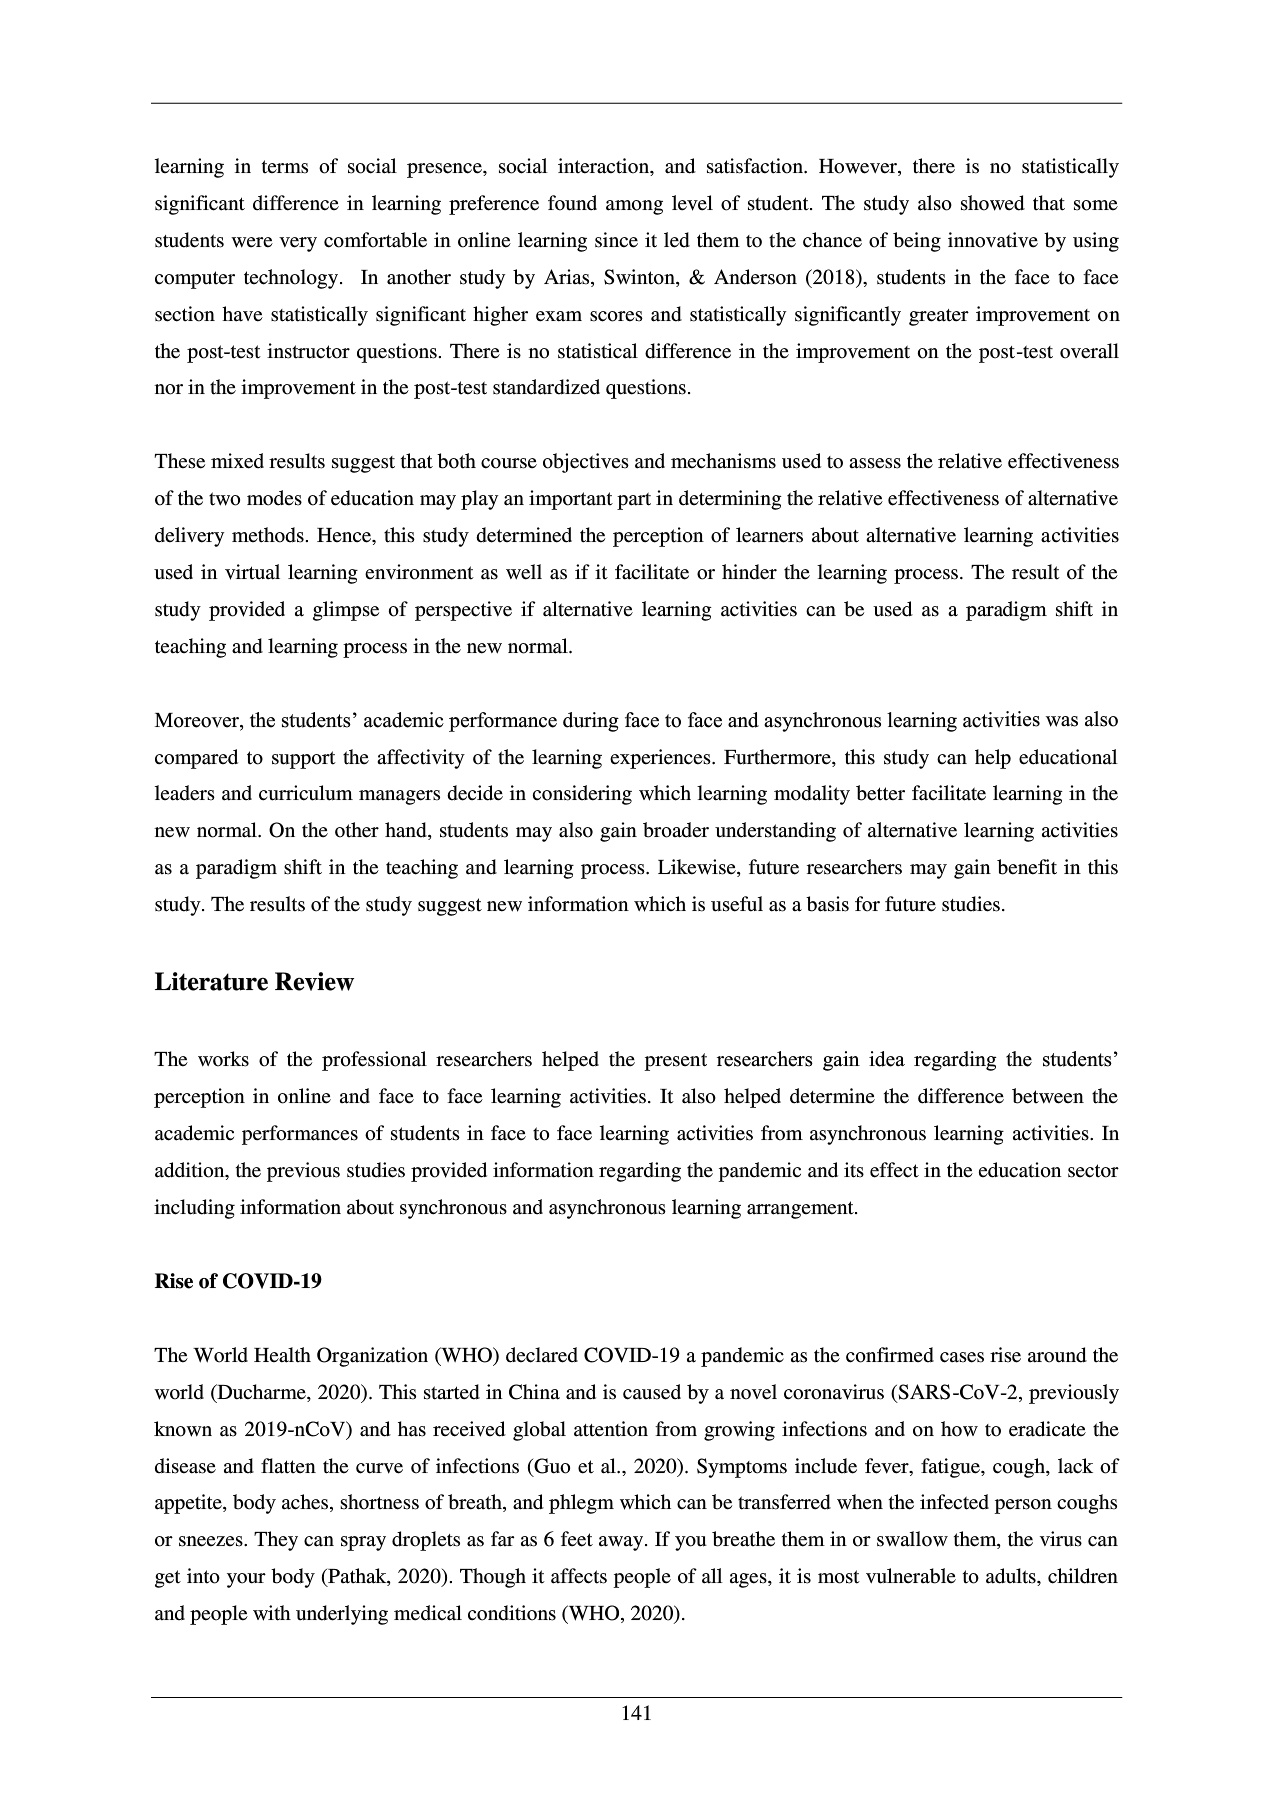 learning in terms of social presence, social interaction, and satisfaction. However, there is no statistically
significant difference in learning preference found among level of student. The study also showed that some
students were very comfortable in online learning since it led them to the chance of being innovative by using
computer technology.  In another study by Arias, Swinton, & Anderson (2018), students in the face to face
section have statistically significant higher exam scores and statistically significantly greater improvement on
the post-test instructor questions. There is no statistical difference in the improvement on the post-test overall
nor in the improvement in the post-test standardized questions.
These mixed results suggest that both course objectives and mechanisms used to assess the relative effectiveness
of the two modes of education may play an important part in determining the relative effectiveness of alternative
delivery methods. Hence, this study determined the perception of learners about alternative learning activities
used in virtual learning environment as well as if it facilitate or hinder the learning process. The result of the
study provided a glimpse of perspective if alternative learning activities can be used as a paradigm shift in
teaching and learning process in the new normal.
Moreover, the students’ academic performance during face to face and asynchronous learning activities was also
compared to support the affectivity of the learning experiences. Furthermore, this study can help educational
leaders and curriculum managers decide in considering which learning modality better facilitate learning in the
new normal. On the other hand, students may also gain broader understanding of alternative learning activities
as a paradigm shift in the teaching and learning process. Likewise, future researchers may gain benefit in this
study. The results of the study suggest new information which is useful as a basis for future studies.
Literature Review
The works of the professional researchers helped the present researchers gain idea regarding the students’
perception in online and face to face learning activities. It also helped determine the difference between the
academic performances of students in face to face learning activities from asynchronous learning activities. In
addition, the previous studies provided information regarding the pandemic and its effect in the education sector
including information about synchronous and asynchronous learning arrangement.
Rise of COVID-19
The World Health Organization (WHO) declared COVID-19 a pandemic as the confirmed cases rise around the
world (Ducharme, 2020). This started in China and is caused by a novel coronavirus (SARS-CoV-2, previously
known as 2019-nCoV) and has received global attention from growing infections and on how to eradicate the
disease and flatten the curve of infections (Guo et al., 2020). Symptoms include fever, fatigue, cough, lack of
appetite, body aches, shortness of breath, and phlegm which can be transferred when the infected person coughs
or sneezes. They can spray droplets as far as 6 feet away. If you breathe them in or swallow them, the virus can
get into your body (Pathak, 2020). Though it affects people of all ages, it is most vulnerable to adults, children
and people with underlying medical conditions (WHO, 2020).
141